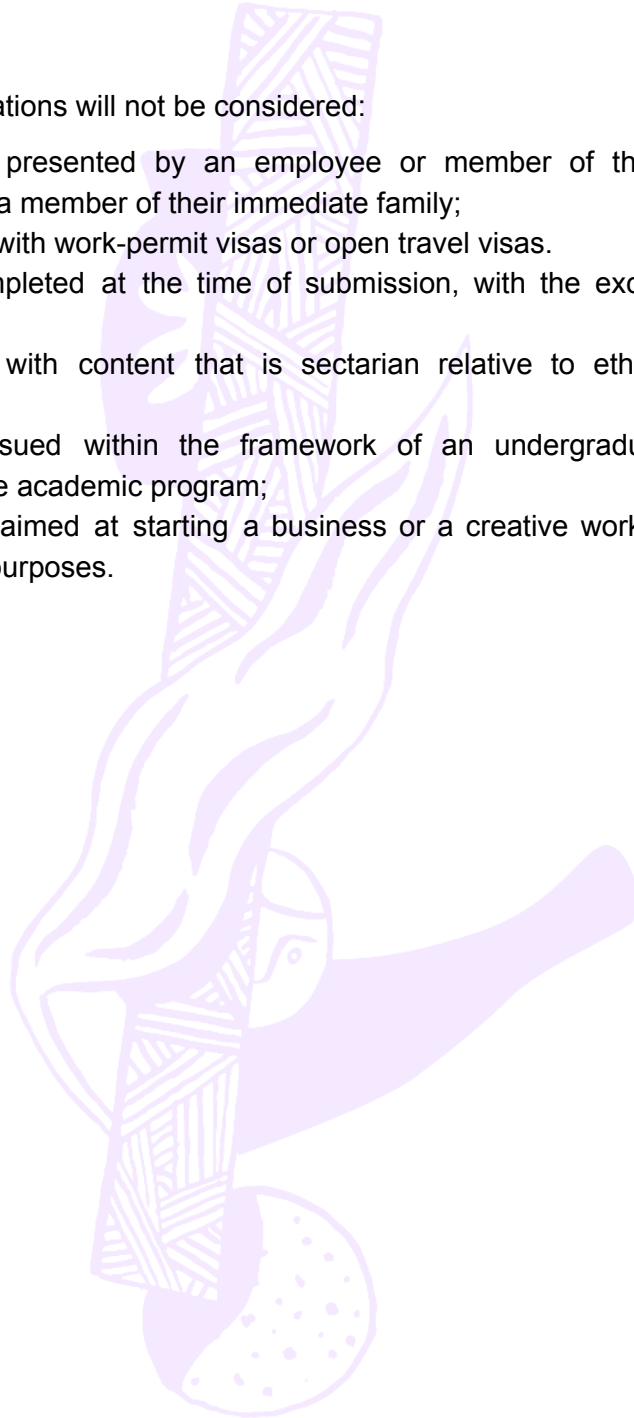 ations will not be considered:
presented by an employee or member of th
a member of their immediate family;
with work-permit visas or open travel visas.
mpleted at the time of submission, with the exc
with content that is sectarian relative to eth
sued within the framework of an undergradu
e academic program;
aimed at starting a business or a creative work
purposes.